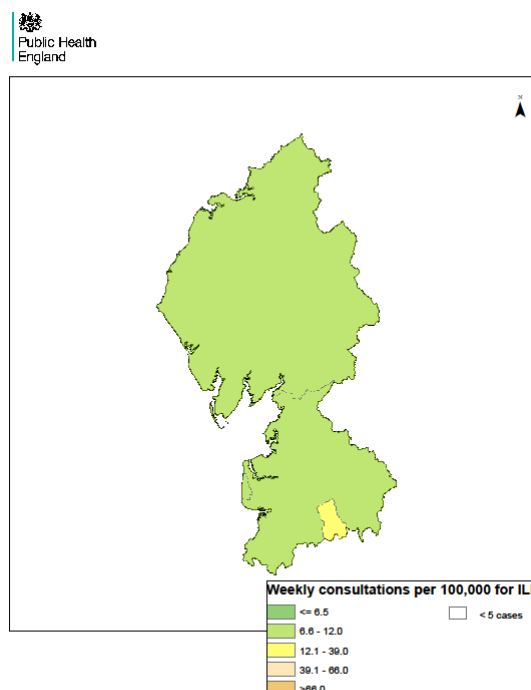 Public Health
England
N
Weekly consultations per 100,000 for IL
<= 6.5
< 5 cases
6.6 - 12.0
12.1 - 39.0
39.1 - 66.0
>66.0